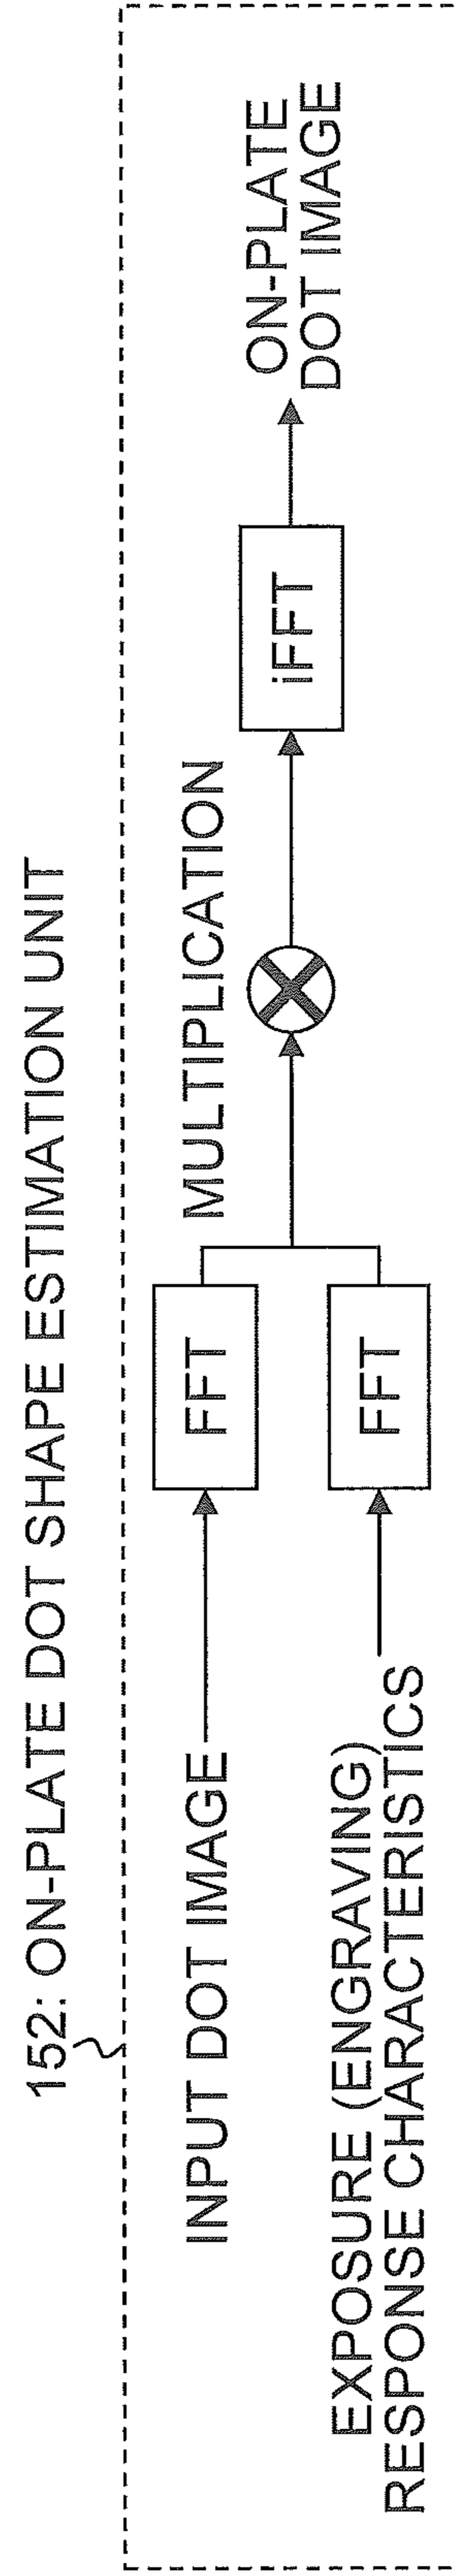 152: ON-PLATE DOT SHAPE ESTIMATION UNIT
INPUT DOT IMAGE
FFT
EXPOSURE (ENGRAVING)
RESPONSE CHARACTERISTICS
FFT
MULTIPLICATION
iFFT
ON-PLATE
DOT IMAGE